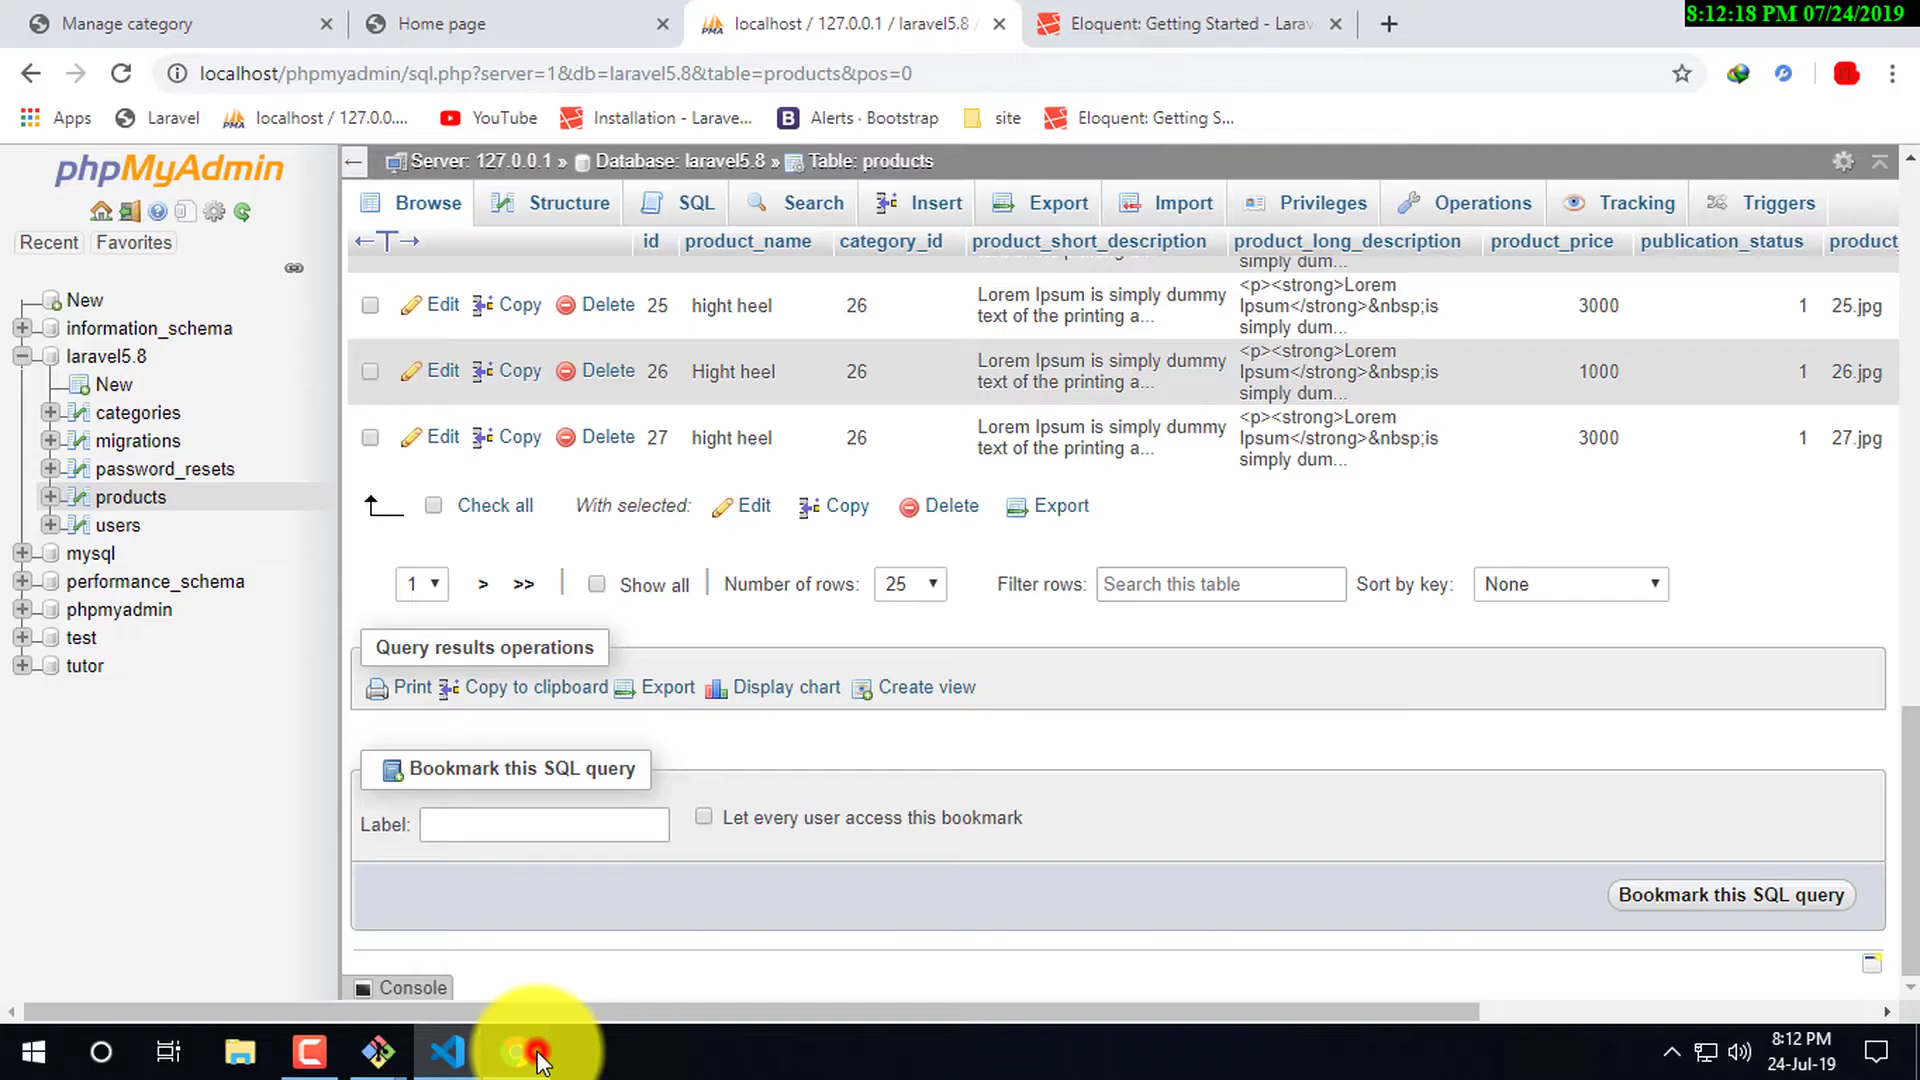 Manage category
Home page
localhost / 127.0.0.1 / laravel5.8 /
Eloquent: Getting Started - Larav
8:12:18 PM 07/24/2019
localhost/phpmyadmin/sql.php?server=1&db=laravel5.8&table=products&pos=0
Apps
Laravel
localhost / 127.0.0....
YouTube
Installation - Larave...
Alerts · Bootstrap
site
Eloquent: Getting S...
phpMyAdmin
Recent
Favorites
New
information_schema
laravel5.8
New
categories
migrations
password_resets
products
users
mysql
performance_schema
phpmyadmin
test
tutor
Server: 127.0.0.1 » Database: laravel5.8 » Table: products
Browse Structure SQL Search Insert Export Import Privileges Operations Tracking Triggers
id product_name category_id product_short_description product_long_description product_price publication_status product_
simply dum...
Edit Copy Delete 25 hight heel 26 Lorem Ipsum is simply dummy text of the printing a... <p><strong>Lorem Ipsum</strong>&nbsp;is simply dum... 3000 1 25.jpg
Edit Copy Delete 26 Hight heel 26 Lorem Ipsum is simply dummy text of the printing a... <p><strong>Lorem Ipsum</strong>&nbsp;is simply dum... 1000 1 26.jpg
Edit Copy Delete 27 hight heel 26 Lorem Ipsum is simply dummy text of the printing a... <p><strong>Lorem Ipsum</strong>&nbsp;is simply dum... 3000 1 27.jpg
Check all With selected: Edit Copy Delete Export
1 > >> Show all Number of rows: 25 Filter rows: Search this table Sort by key: None
Query results operations
Print Copy to clipboard Export Display chart Create view
Bookmark this SQL query
Label: Let every user access this bookmark
Bookmark this SQL query
Console
8:12 PM
24-Jul-19